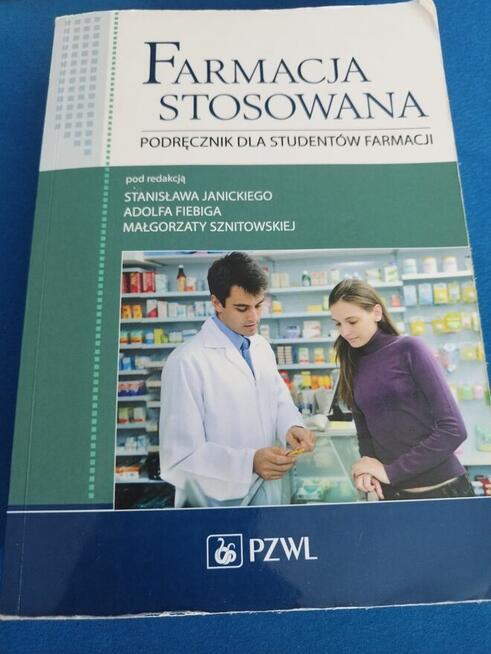 FARMACJA
STOSOWANA
PODRĘCZNIK DLA STUDENTÓW FARMACJI
pod redakcją
STANISŁAWA JANICKIEGO
ADOLFA FIEBIGA
MAŁGORZATY SZNITOWSKIEJ
PZWL